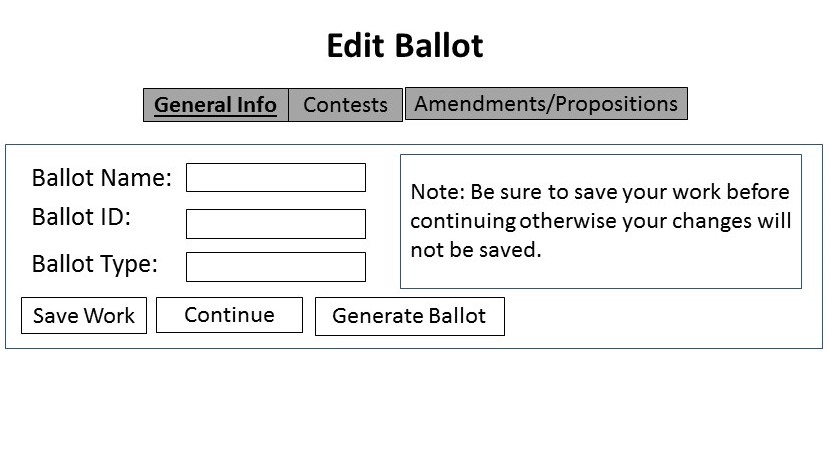 Edit Ballot
General Info Contests Amendments/Propositions
Ballot Name:
Ballot ID:
Ballot Type:
Note: Be sure to save your work before
continuing otherwise your changes will
not be saved.
Save Work Continue Generate Ballot